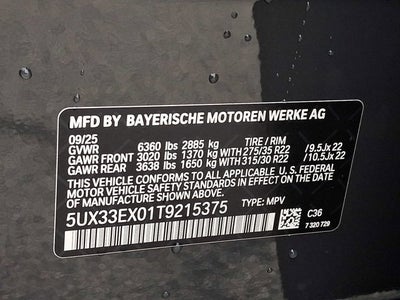 MFD BY BAYERISCHE MOTOREN WERKE AG
09/25
GVWR 6360 lbs 2885 kg TIRE / RIM
GAWR FRONT 3020 lbs 1370 kg WITH 275/35 R22 / 9.5Jx 22
GAWR REAR 3638 lbs 1650 kg WITH 315/30 R22 / 10.5Jx 22
THIS VEHICLE CONFORMS TO ALL APPLICABLE U.S. FEDERAL
MOTOR VEHICLE SAFETY STANDARDS IN EFFECT ON THE DATE
OF MANUFACTURE SHOWN ABOVE.
5UX33EX01T9215375 TYPE: MPV
C36
7 320 729